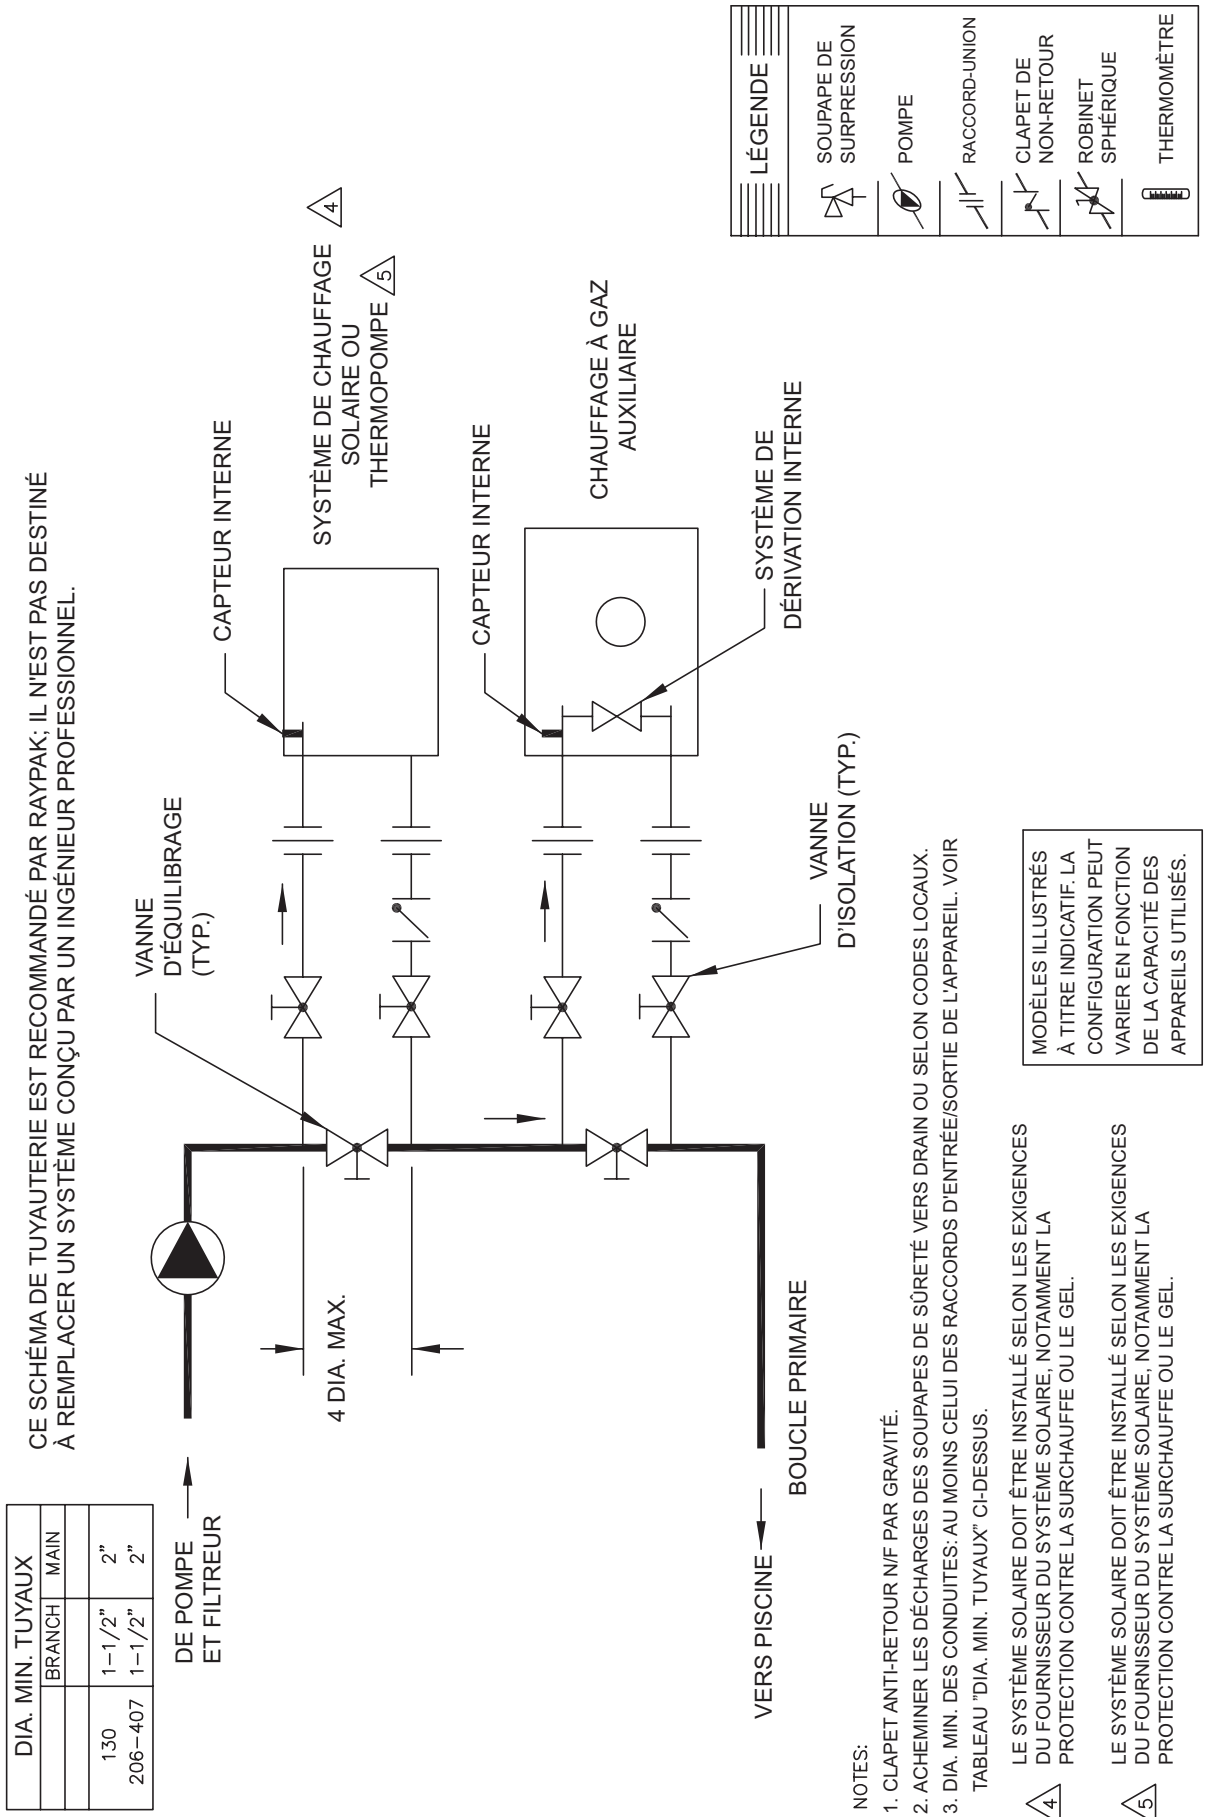 CE SCHÉMA DE TUYAUTERIE EST RECOMMANDÉ PAR RAYPAK; IL N'EST PAS DESTINÉ
À REMPLACER UN SYSTÈME CONÇU PAR UN INGÉNIEUR PROFESSIONNEL.
DIA. MIN. TUYAUX
BRANCH MAIN
130 1-1/2" 2"
206-407 1-1/2" 2"
DE POMPE
ET FILTREUR
VANNE
D'ÉQUILIBRAGE
(TYP.)
4 DIA. MAX.
CAPTEUR INTERNE
SYSTÈME DE CHAUFFAGE
SOLAIRE OU
THERMOPOMPE
4
5
CAPTEUR INTERNE
CHAUFFAGE À GAZ
AUXILIAIRE
SYSTÈME DE
DÉRIVATION INTERNE
VANNE
D'ISOLATION (TYP.)
VERS PISCINE
BOUCLE PRIMAIRE
LÉGENDE
SOUPAPE DE
SURPRESSION
POMPE
RACCORD-UNION
CLAPET DE
NON-RETOUR
ROBINET
SPHÉRIQUE
THERMOMÈTRE
NOTES:
1. CLAPET ANTI-RETOUR N/F PAR GRAVITÉ.
2. ACHEMINER LES DÉCHARGES DES SOUPAPES DE SÛRETÉ VERS DRAIN OU SELON CODES LOCAUX.
3. DIA. MIN. DES CONDUITES: AU MOINS CELUI DES RACCORDS D'ENTRÉE/SORTIE DE L'APPAREIL. VOIR
TABLEAU "DIA. MIN. TUYAUX" CI-DESSUS.
4
LE SYSTÈME SOLAIRE DOIT ÊTRE INSTALLÉ SELON LES EXIGENCES
DU FOURNISSEUR DU SYSTÈME SOLAIRE, NOTAMMENT LA
PROTECTION CONTRE LA SURCHAUFFE OU LE GEL.
5
LE SYSTÈME SOLAIRE DOIT ÊTRE INSTALLÉ SELON LES EXIGENCES
DU FOURNISSEUR DU SYSTÈME SOLAIRE, NOTAMMENT LA
PROTECTION CONTRE LA SURCHAUFFE OU LE GEL.
MODÈLES ILLUSTRÉS
À TITRE INDICATIF. LA
CONFIGURATION PEUT
VARIER EN FONCTION
DE LA CAPACITÉ DES
APPAREILS UTILISÉS.